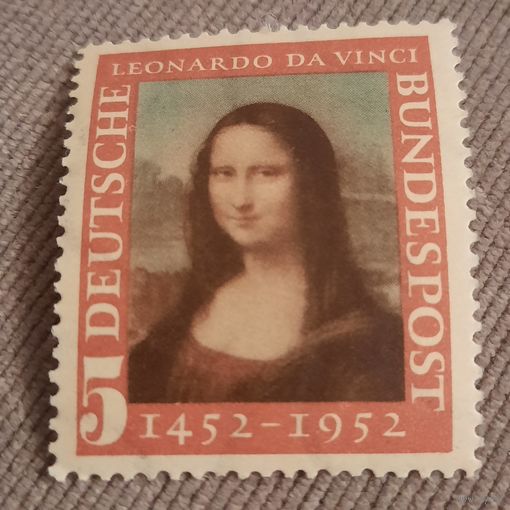 LEONARDO DA VINCI
DEUTSCHE
BUNDESPOST
5
1452-1952